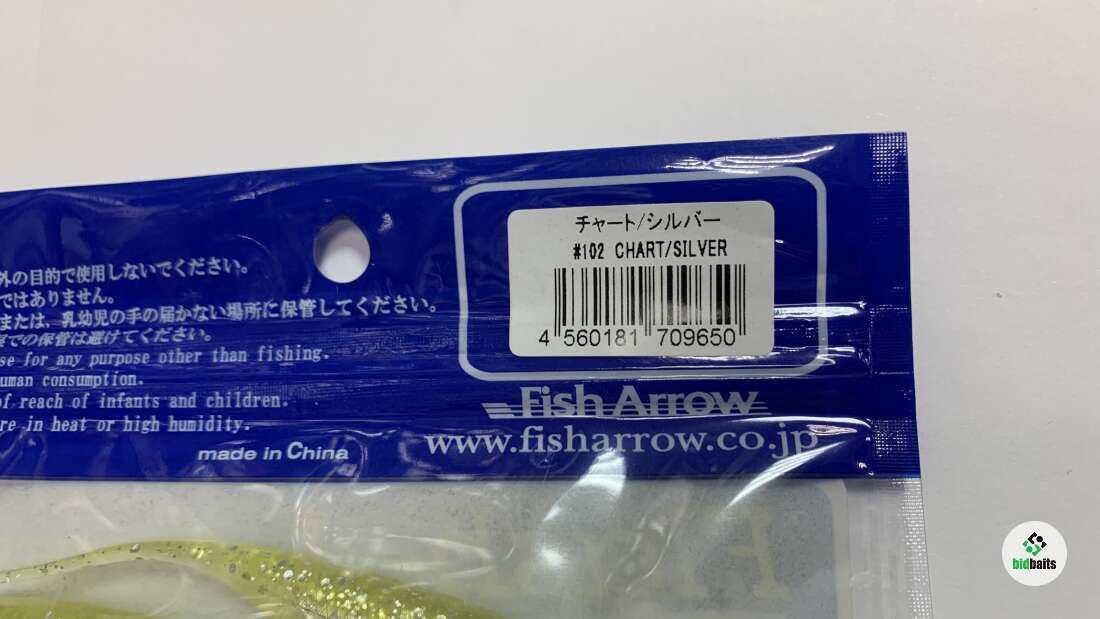 チャート/シルバー
#102 CHART/SILVER
4 560181 709650
外の目的で使用しないでください。
ではありません。
または、乳幼児の手の届かない場所に保管してください。
での保管は避けてください。
se for any purpose other than fishing.
uman consumption.
of reach of infants and children.
re in heat or high humidity.
made in China
Fish Arrow
www.fisharrow.co.jp
bidbaits